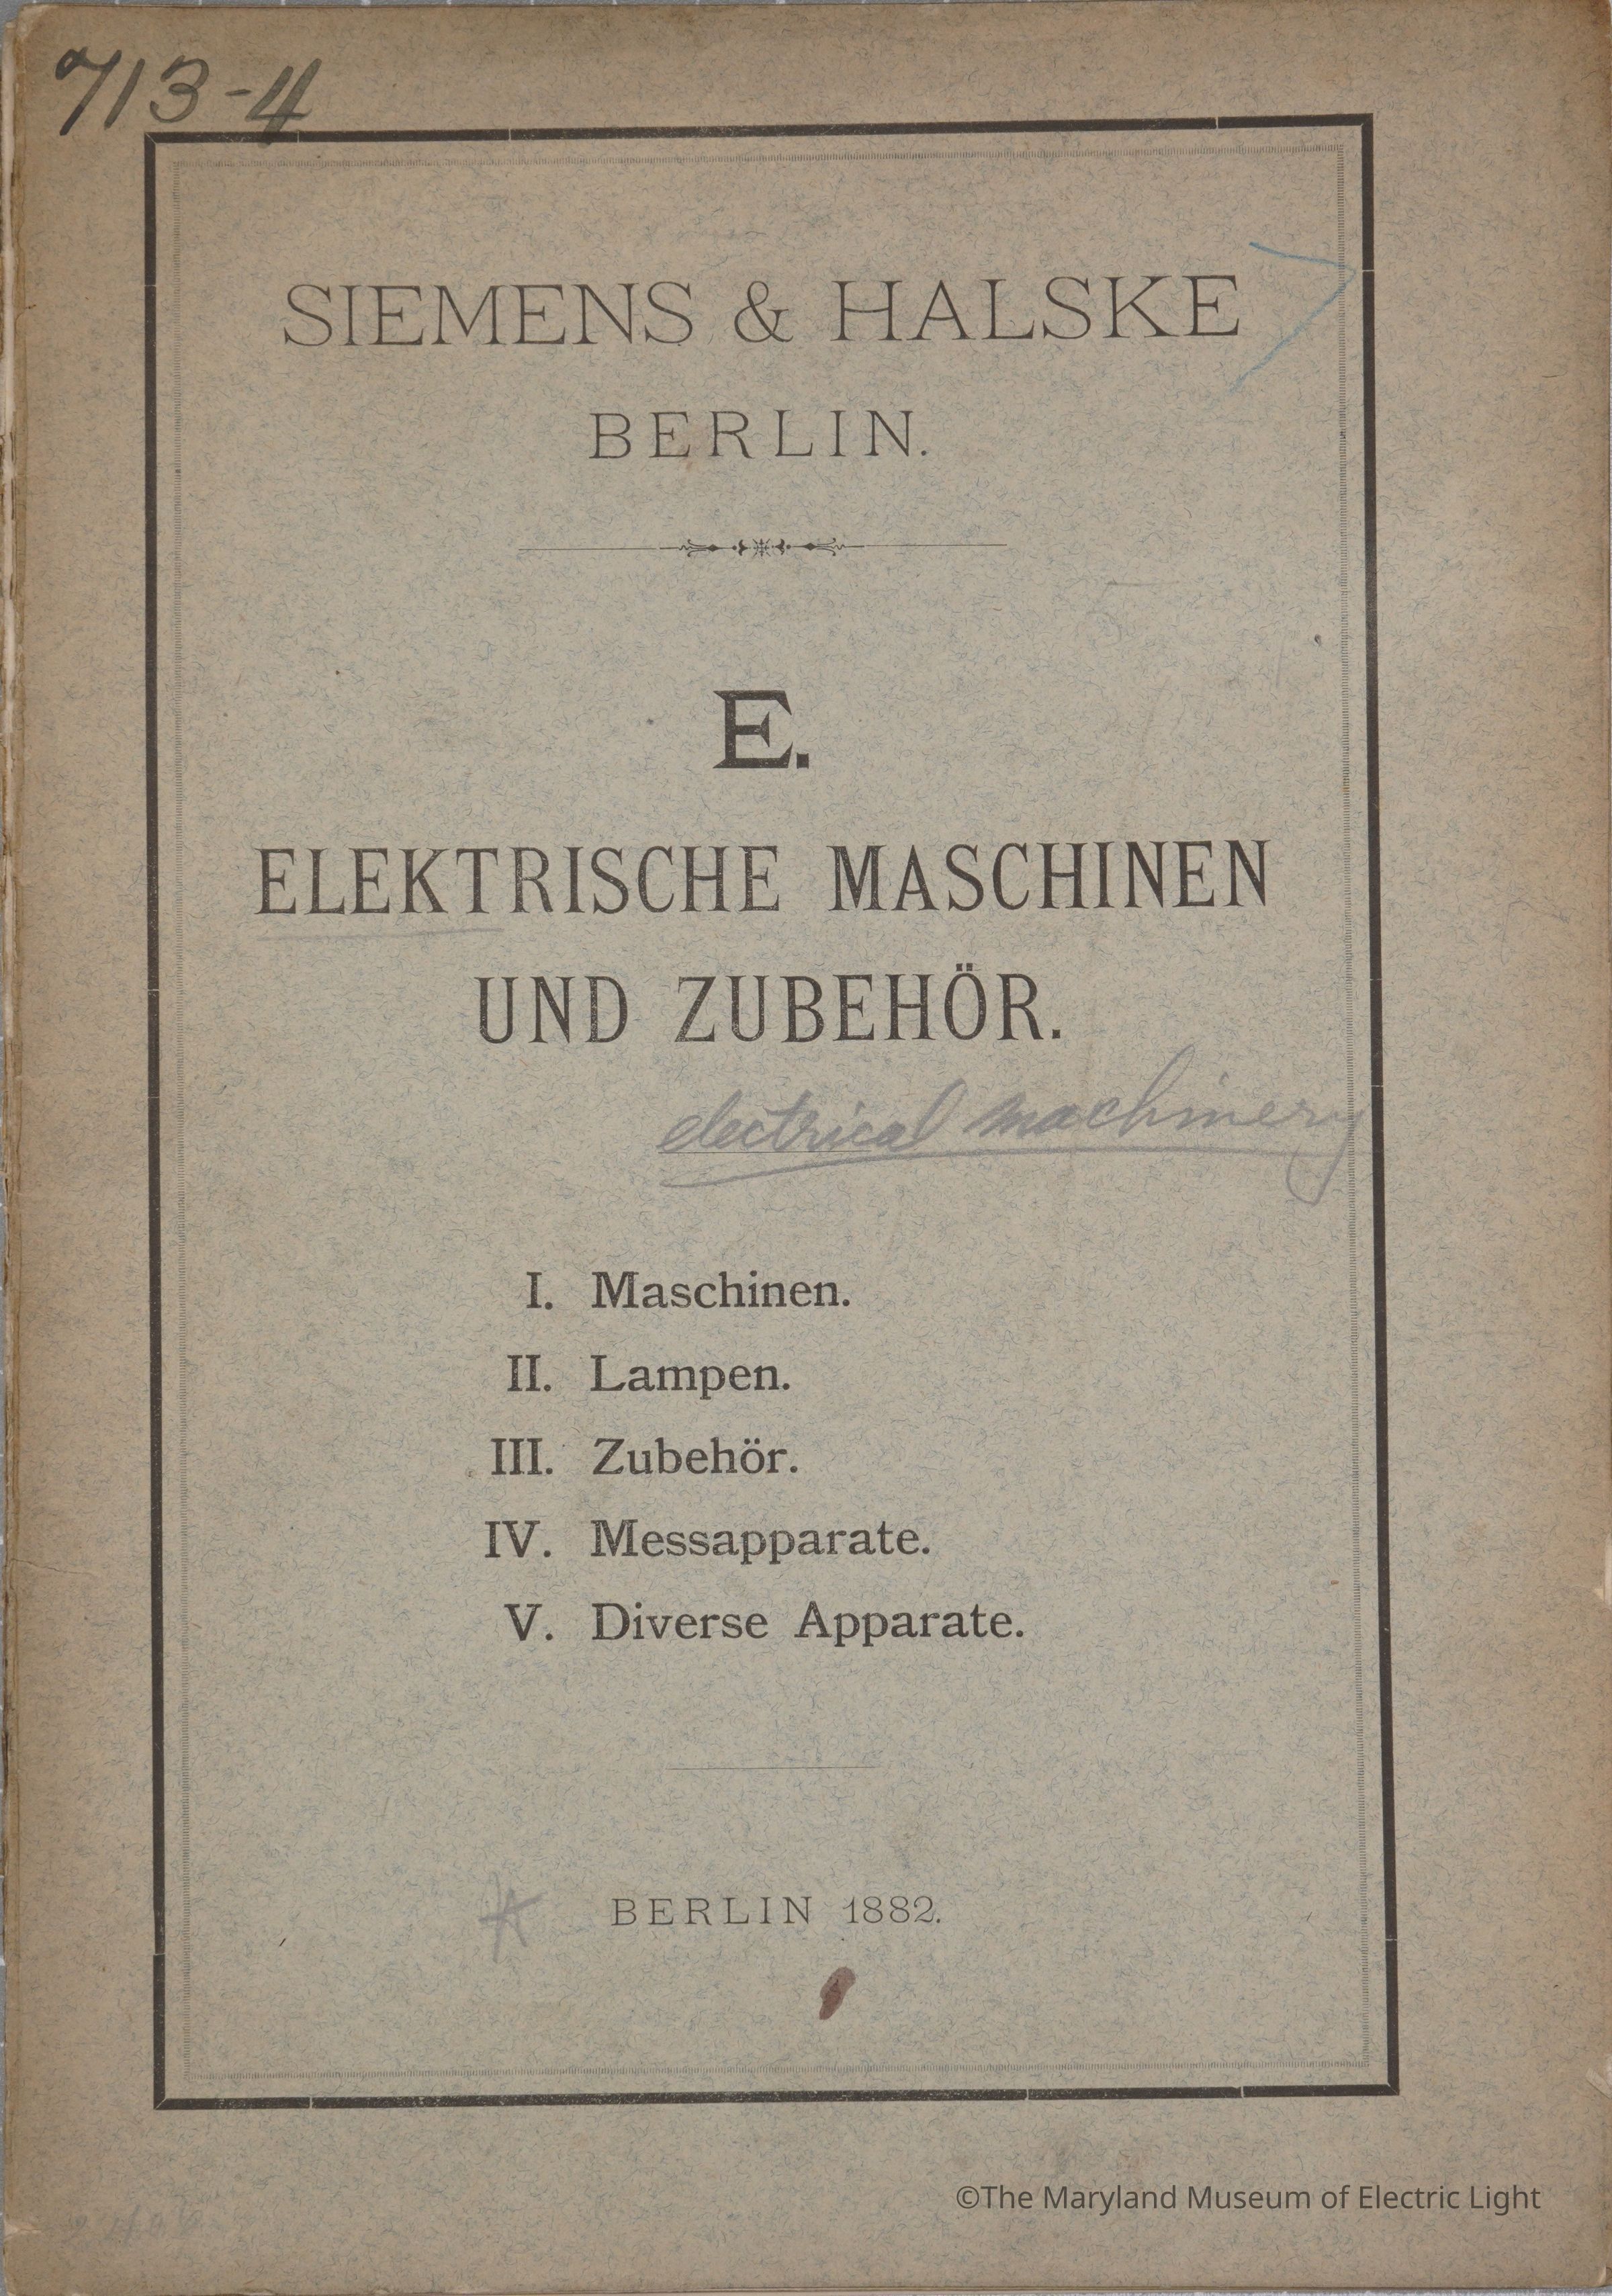 713-4
SIEMENS & HALSKE
BERLIN.
E.
ELEKTRISCHE MASCHINEN
UND ZUBEHÖR.
electrical machinery
I. Maschinen.
II. Lampen.
III. Zubehör.
IV. Messapparate.
V. Diverse Apparate.
BERLIN 1882.
©The Maryland Museum of Electric Light